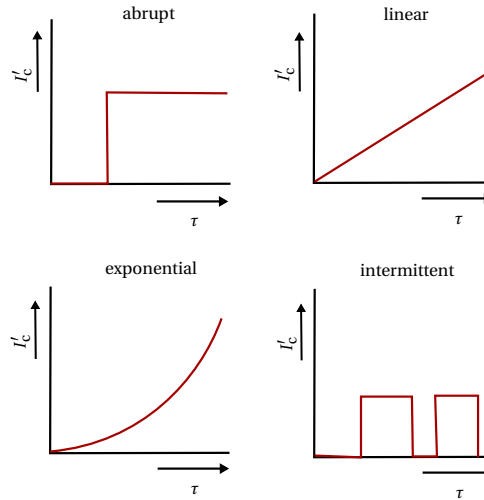 abrupt
I′c
τ
linear
I′c
τ
exponential
I′c
τ
intermittent
I′c
τ